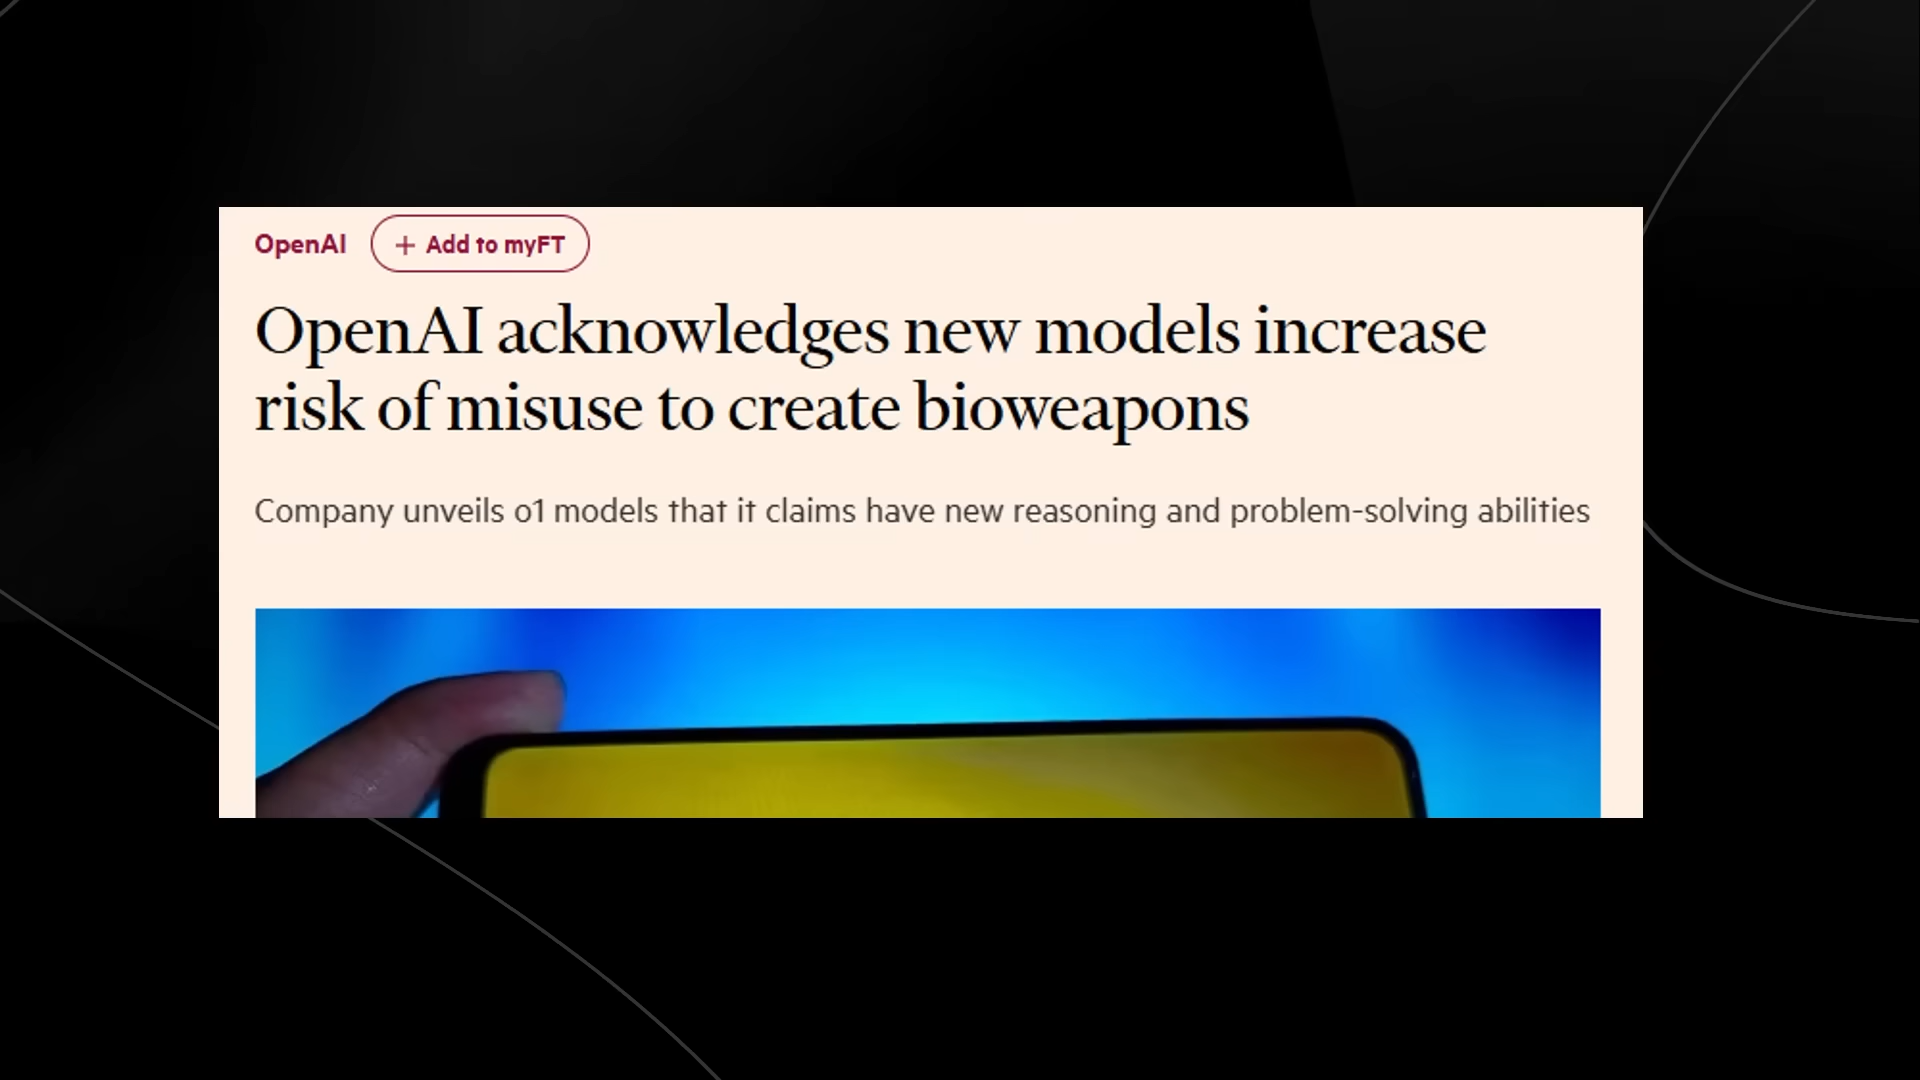 OpenAI + Add to myFT
OpenAI acknowledges new models increase
risk of misuse to create bioweapons
Company unveils o1 models that it claims have new reasoning and problem-solving abilities